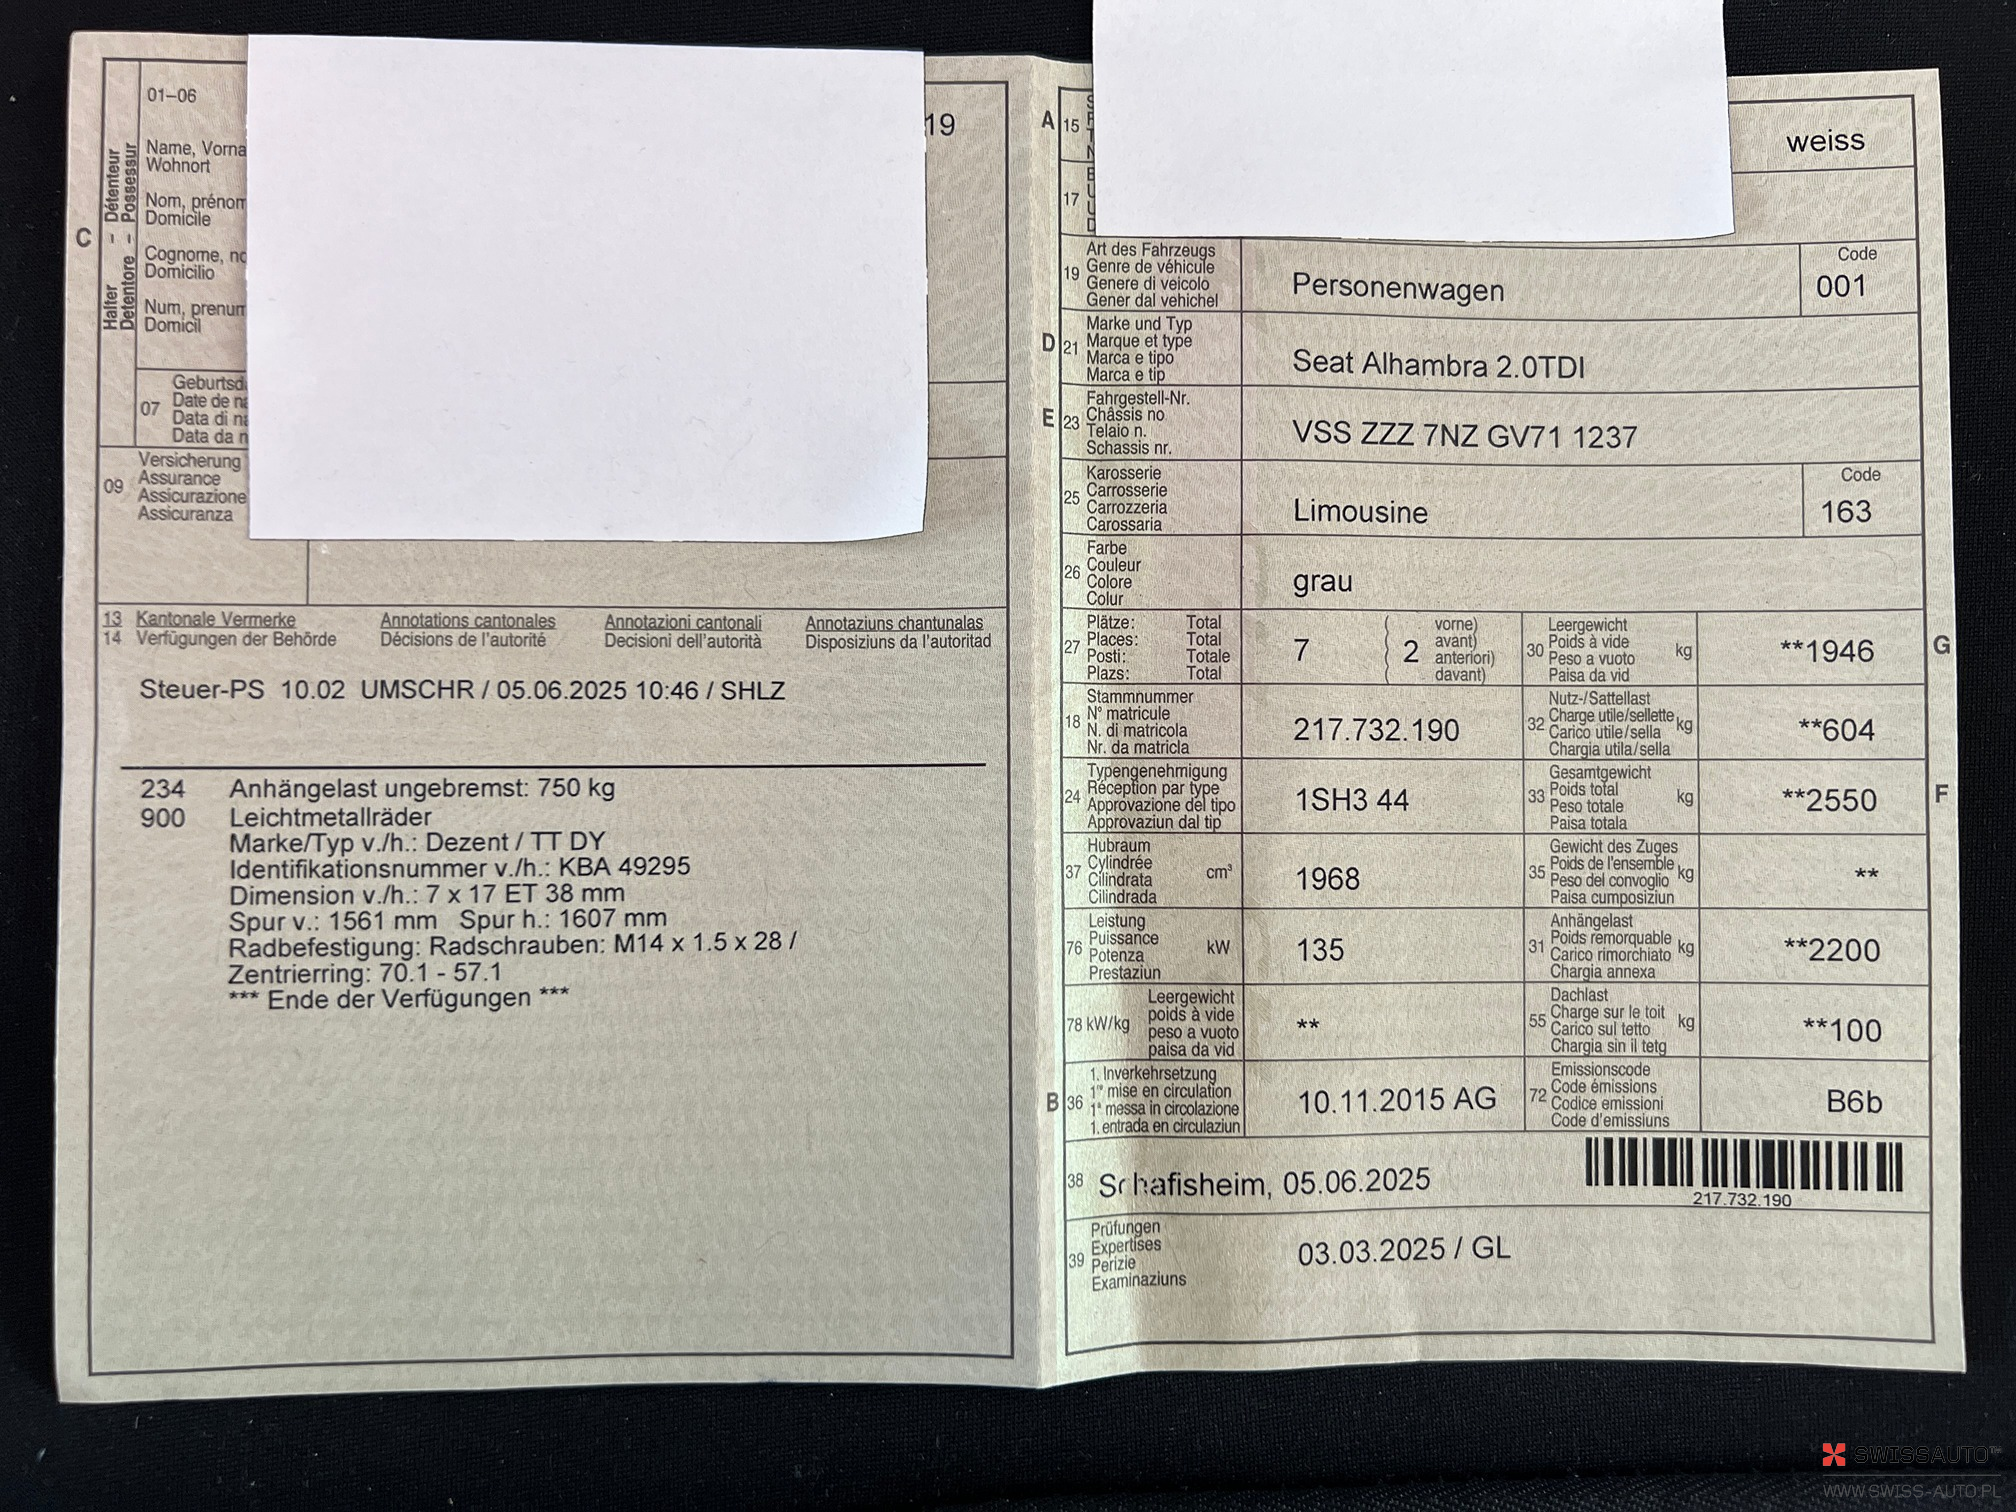 01–06
19
Halter – Détenteur
Detentore – Possessur
Name, Vorna
Wohnort
Nom, prénom
Domicile
C
Cognome, no
Domicilio
Num, prenum
Domicil
07
Geburtsd
Date de na
Data di na
Data da n
09
Versicherung
Assurance
Assicurazione
Assicuranza
13 Kantonale Vermerke Annotations cantonales Annotazioni cantonali Annotaziuns chantunalas
14 Verfügungen der Behörde Décisions de l'autorité Decisioni dell'autorità Disposiziuns da l'autoritad
Steuer-PS 10.02 UMSCHR / 05.06.2025 10:46 / SHLZ
234 Anhängelast ungebremst: 750 kg
900 Leichtmetallräder
Marke/Typ v./h.: Dezent / TT DY
Identifikationsnummer v./h.: KBA 49295
Dimension v./h.: 7 x 17 ET 38 mm
Spur v.: 1561 mm Spur h.: 1607 mm
Radbefestigung: Radschrauben: M14 x 1.5 x 28 /
Zentrierring: 70.1 - 57.1
*** Ende der Verfügungen ***
A 15
weiss
17
19
Art des Fahrzeugs
Genre de véhicule
Genere di veicolo
Gener dal vehichel
Personenwagen
Code
001
D 21
Marke und Typ
Marque et type
Marca e tipo
Marca e tip
Seat Alhambra 2.0TDI
E 23
Fahrgestell-Nr.
Châssis no
Telaio n.
Schassis nr.
VSS ZZZ 7NZ GV71 1237
25
Karosserie
Carrosserie
Carrozzeria
Carossaria
Limousine
Code
163
26
Farbe
Couleur
Colore
Colur
grau
27
Plätze: Total
Places: Total
Posti: Totale
Plazs: Total
7
( 2
vorne)
avant)
anteriori)
davant)
30
Leergewicht
Poids à vide
Peso a vuoto
Paisa da vid
kg
**1946
G
18
Stammnummer
N° matricule
N. di matricola
Nr. da matricla
217.732.190
32
Nutz-/Sattellast
Charge utile/sellette
Carico utile/sella
Chargia utila/sella
kg
**604
24
Typengenehmigung
Réception par type
Approvazione del tipo
Approvaziun dal tip
1SH3 44
33
Gesamtgewicht
Poids total
Peso totale
Paisa totala
kg
**2550
F
37
Hubraum
Cylindrée
Cilindrata
Cilindrada
cm³
1968
35
Gewicht des Zuges
Poids de l'ensemble
Peso del convoglio
Paisa cumposiziun
kg
**
76
Leistung
Puissance
Potenza
Prestaziun
kW
135
31
Anhängelast
Poids remorquable
Carico rimorchiato
Chargia annexa
kg
**2200
78 kW/kg
Leergewicht
poids à vide
peso a vuoto
paisa da vid
**
55
Dachlast
Charge sur le toit
Carico sul tetto
Chargia sin il tetg
kg
**100
B 36
1. Inverkehrsetzung
1re mise en circulation
1a messa in circolazione
1. entrada en circulaziun
10.11.2015 AG
72
Emissionscode
Code émissions
Codice emissioni
Code d'emissiuns
B6b
38
Schafisheim, 05.06.2025
217.732.190
39
Prüfungen
Expertises
Perizie
Examinaziuns
03.03.2025 / GL
SWISSAUTO™
WWW.SWISS-AUTO.PL